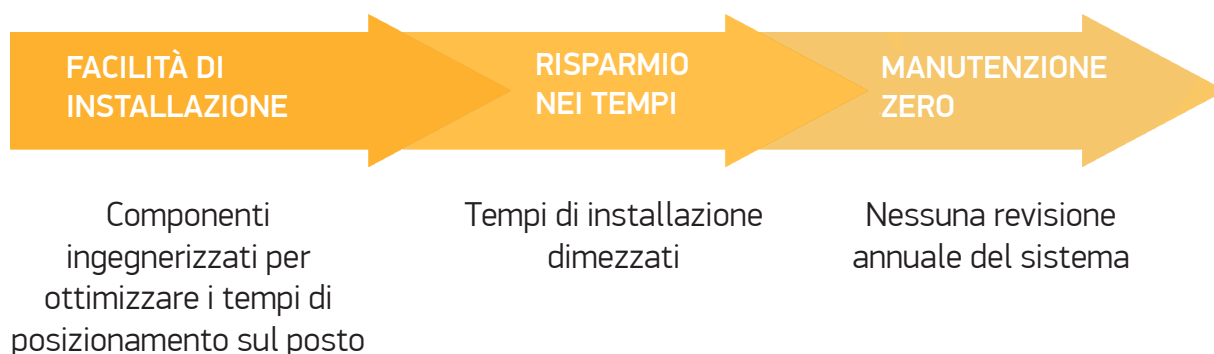 FACILITÀ DI
INSTALLAZIONE
RISPARMIO
NEI TEMPI
MANUTENZIONE
ZERO
Componenti
ingegnerizzati per
ottimizzare i tempi di
posizionamento sul posto
Tempi di installazione
dimezzati
Nessuna revisione
annuale del sistema